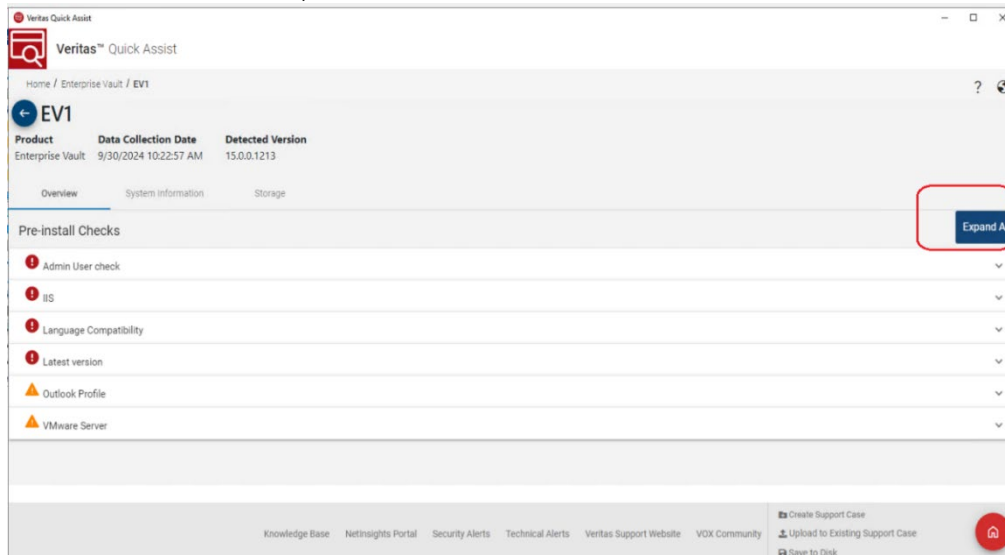 Veritas Quick Assist
Veritas™ Quick Assist
Home / Enterprise Vault / EV1
?
EV1
Product Data Collection Date Detected Version
Enterprise Vault 9/30/2024 10:22:57 AM 15.0.0.1213
Overview System Information Storage
Pre-install Checks Expand A
Admin User check
IIS
Language Compatibility
Latest version
Outlook Profile
VMware Server
Create Support Case
Knowledge Base NetInsights Portal Security Alerts Technical Alerts Veritas Support Website VOX Community Upload to Existing Support Case
Save to Disk